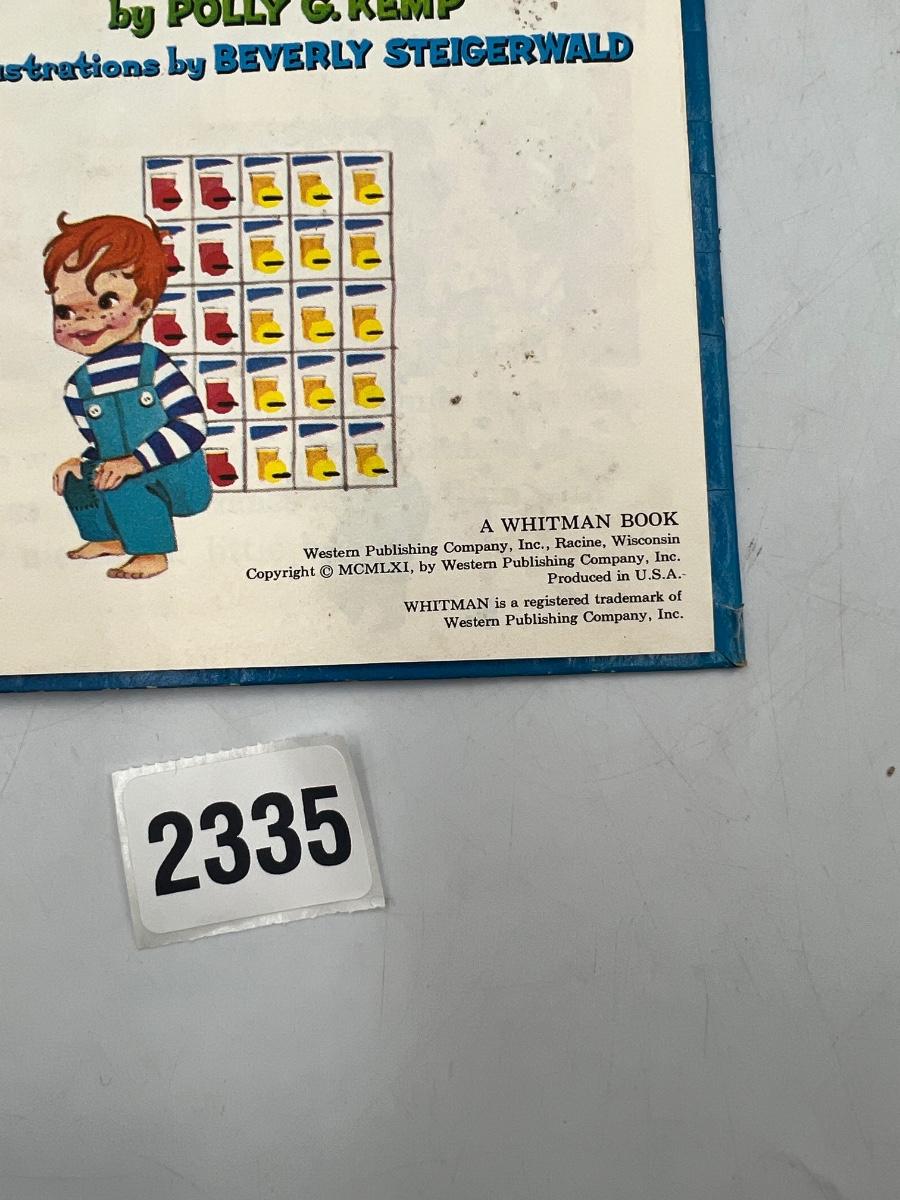 by POLLY G. KEMP
ustrations by BEVERLY STEIGERWALD
A WHITMAN BOOK
Western Publishing Company, Inc., Racine, Wisconsin
Copyright © MCMLXI, by Western Publishing Company, Inc.
Produced in U.S.A.
WHITMAN is a registered trademark of
Western Publishing Company, Inc.
2335